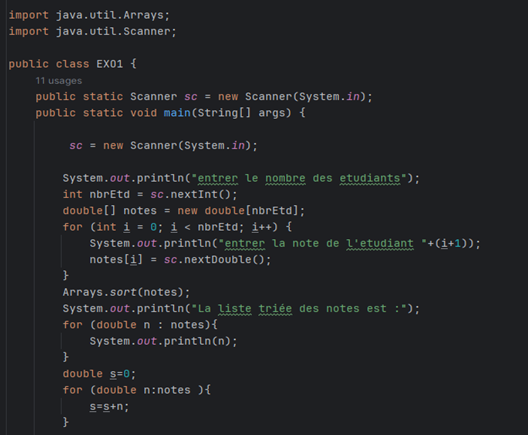 import java.util.Arrays;
import java.util.Scanner;
public class EXO1 {
11 usages
public static Scanner sc = new Scanner(System.in);
public static void main(String[] args) {
sc = new Scanner(System.in);
System.out.println("entrer le nombre des etudiants");
int nbrEtd = sc.nextInt();
double[] notes = new double[nbrEtd];
for (int i = 0; i < nbrEtd; i++) {
System.out.println("entrer la note de l'etudiant "+(i+1));
notes[i] = sc.nextDouble();
}
Arrays.sort(notes);
System.out.println("La liste triée des notes est :");
for (double n : notes){
System.out.println(n);
}
double s=0;
for (double n:notes ){
s=s+n;
}